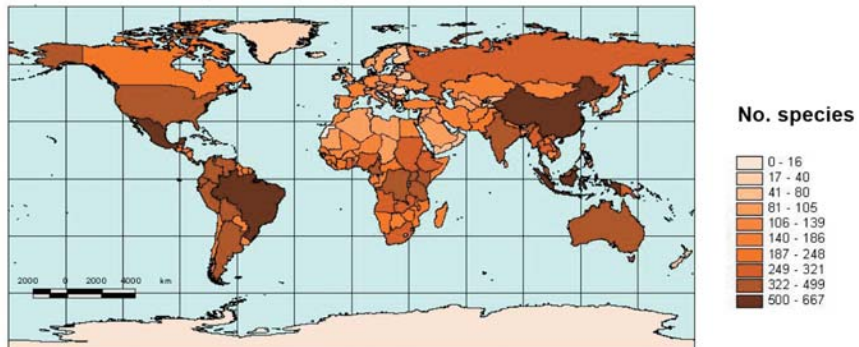 No. species
0 - 16
17 - 40
41 - 80
81 - 105
106 - 139
140 - 186
187 - 248
249 - 321
322 - 499
500 - 667
2000 0 2000 4000 km